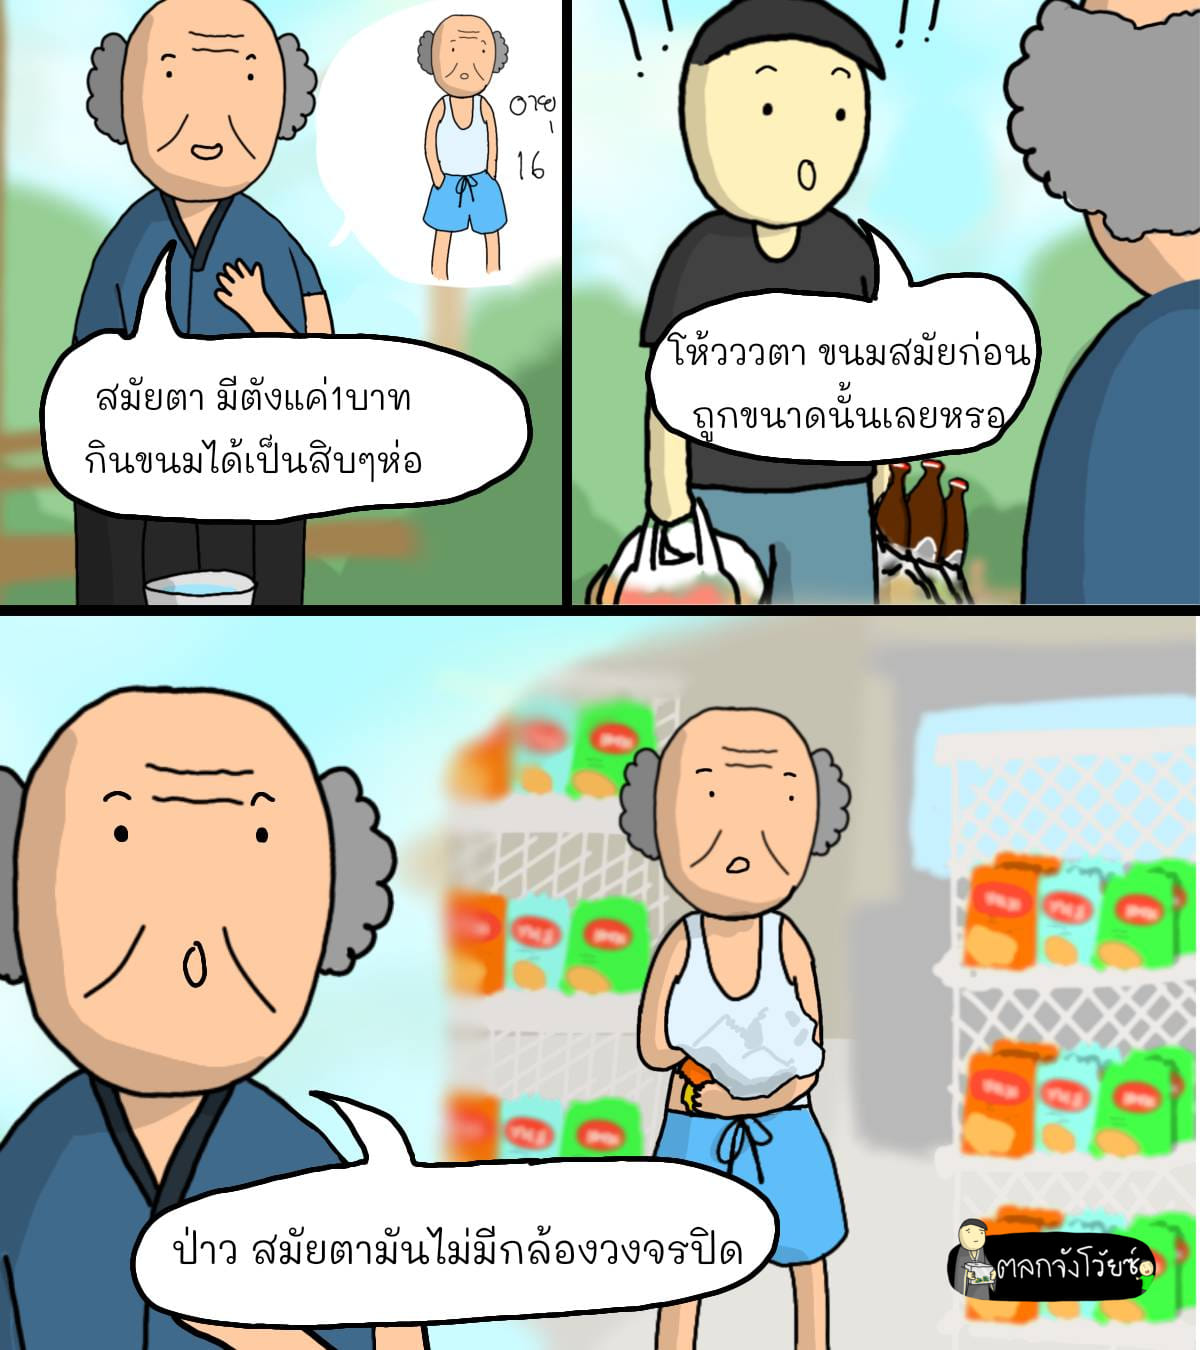 อายุ
16
สมัยตา มีตังแค่1บาท
กินขนมได้เป็นสิบๆห่อ
โห้วววตา ขนมสมัยก่อน
ถูกขนาดนั้นเลยหรอ
ป่าว สมัยตามันไม่มีกล้องวงจรปิด
ตลกจังโว้ยซ์